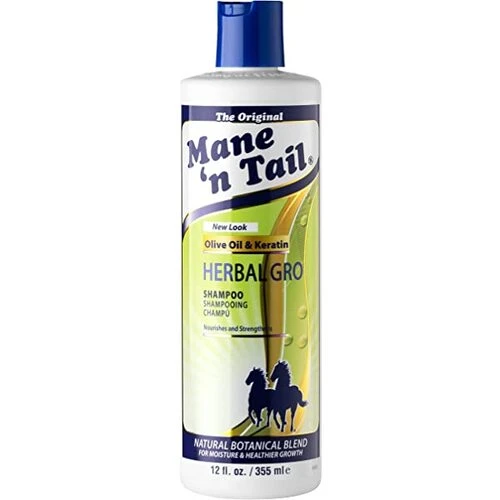 The Original
Mane
'n Tail®
New Look
Olive Oil & Keratin
HERBAL GRO
SHAMPOO
SHAMPOOING
CHAMPÚ
Nourishes and Strengthens
NATURAL BOTANICAL BLEND
FOR MOISTURE & HEALTHIER GROWTH
12 fl. oz. / 355 ml e